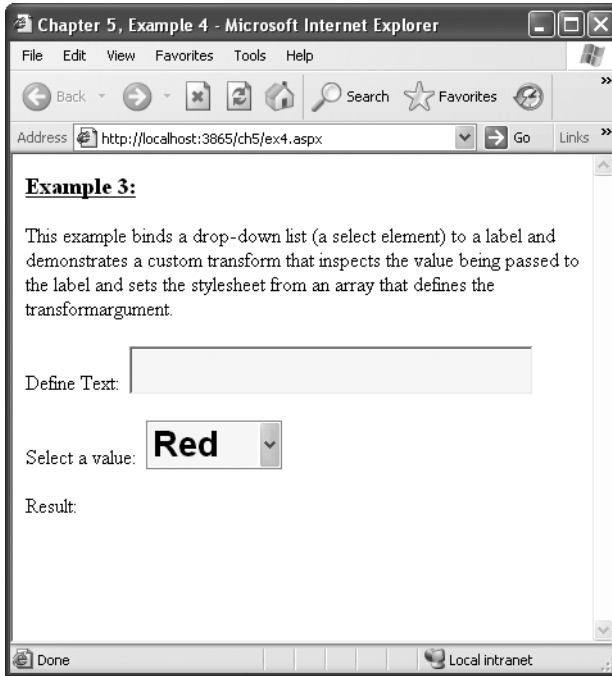 Chapter 5, Example 4 - Microsoft Internet Explorer
File Edit View Favorites Tools Help
Back Search Favorites »
Address http://localhost:3865/ch5/ex4.aspx Go Links »
Example 3:
This example binds a drop-down list (a select element) to a label and
demonstrates a custom transform that inspects the value being passed to
the label and sets the stylesheet from an array that defines the
transformargument.
Define Text:
Select a value: Red
Result:
Done Local intranet